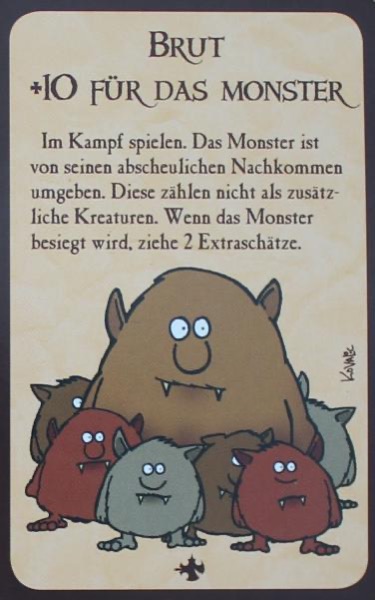 Brut
+10 für das Monster
Im Kampf spielen. Das Monster ist
von seinen abscheulichen Nachkommen
umgeben. Diese zählen nicht als zusätz-
liche Kreaturen. Wenn das Monster
besiegt wird, ziehe 2 Extraschätze.
Kovalic